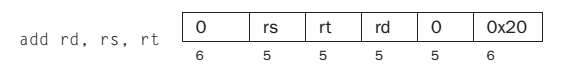 add rd, rs, rt 0 rs rt rd 0 0x20
6 5 5 5 5 6